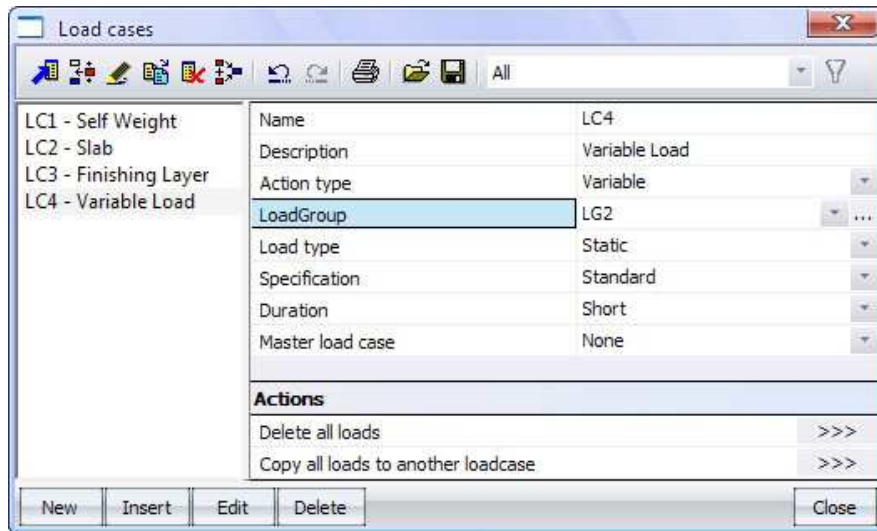 Load cases
All
LC1 - Self Weight
LC2 - Slab
LC3 - Finishing Layer
LC4 - Variable Load
Name LC4
Description Variable Load
Action type Variable
LoadGroup LG2 ...
Load type Static
Specification Standard
Duration Short
Master load case None
Actions
Delete all loads >>>
Copy all loads to another loadcase >>>
New Insert Edit Delete Close